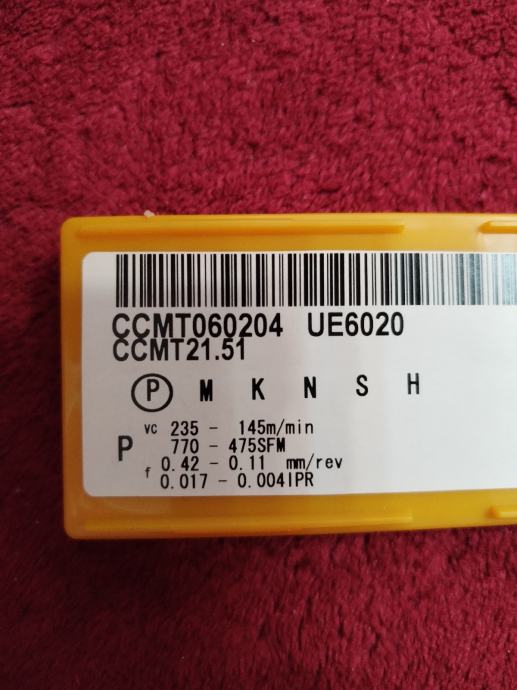 CCMT060204 UE6020
CCMT21.51
P M K N S H
P
vc 235 - 145m/min
770 - 475SFM
f 0.42 - 0.11 mm/rev
0.017 - 0.004IPR